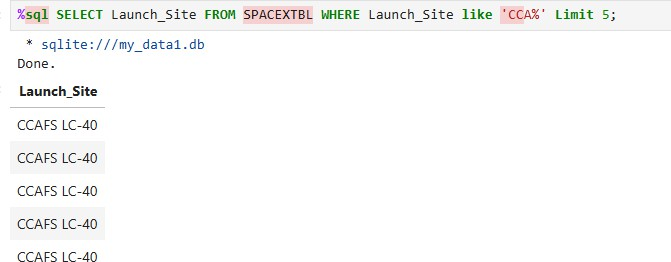 %sql SELECT Launch_Site FROM SPACEXTBL WHERE Launch_Site like 'CCA%' Limit 5;
* sqlite:///my_data1.db
Done.
Launch_Site
CCAFS LC-40
CCAFS LC-40
CCAFS LC-40
CCAFS LC-40
CCAFS LC-40